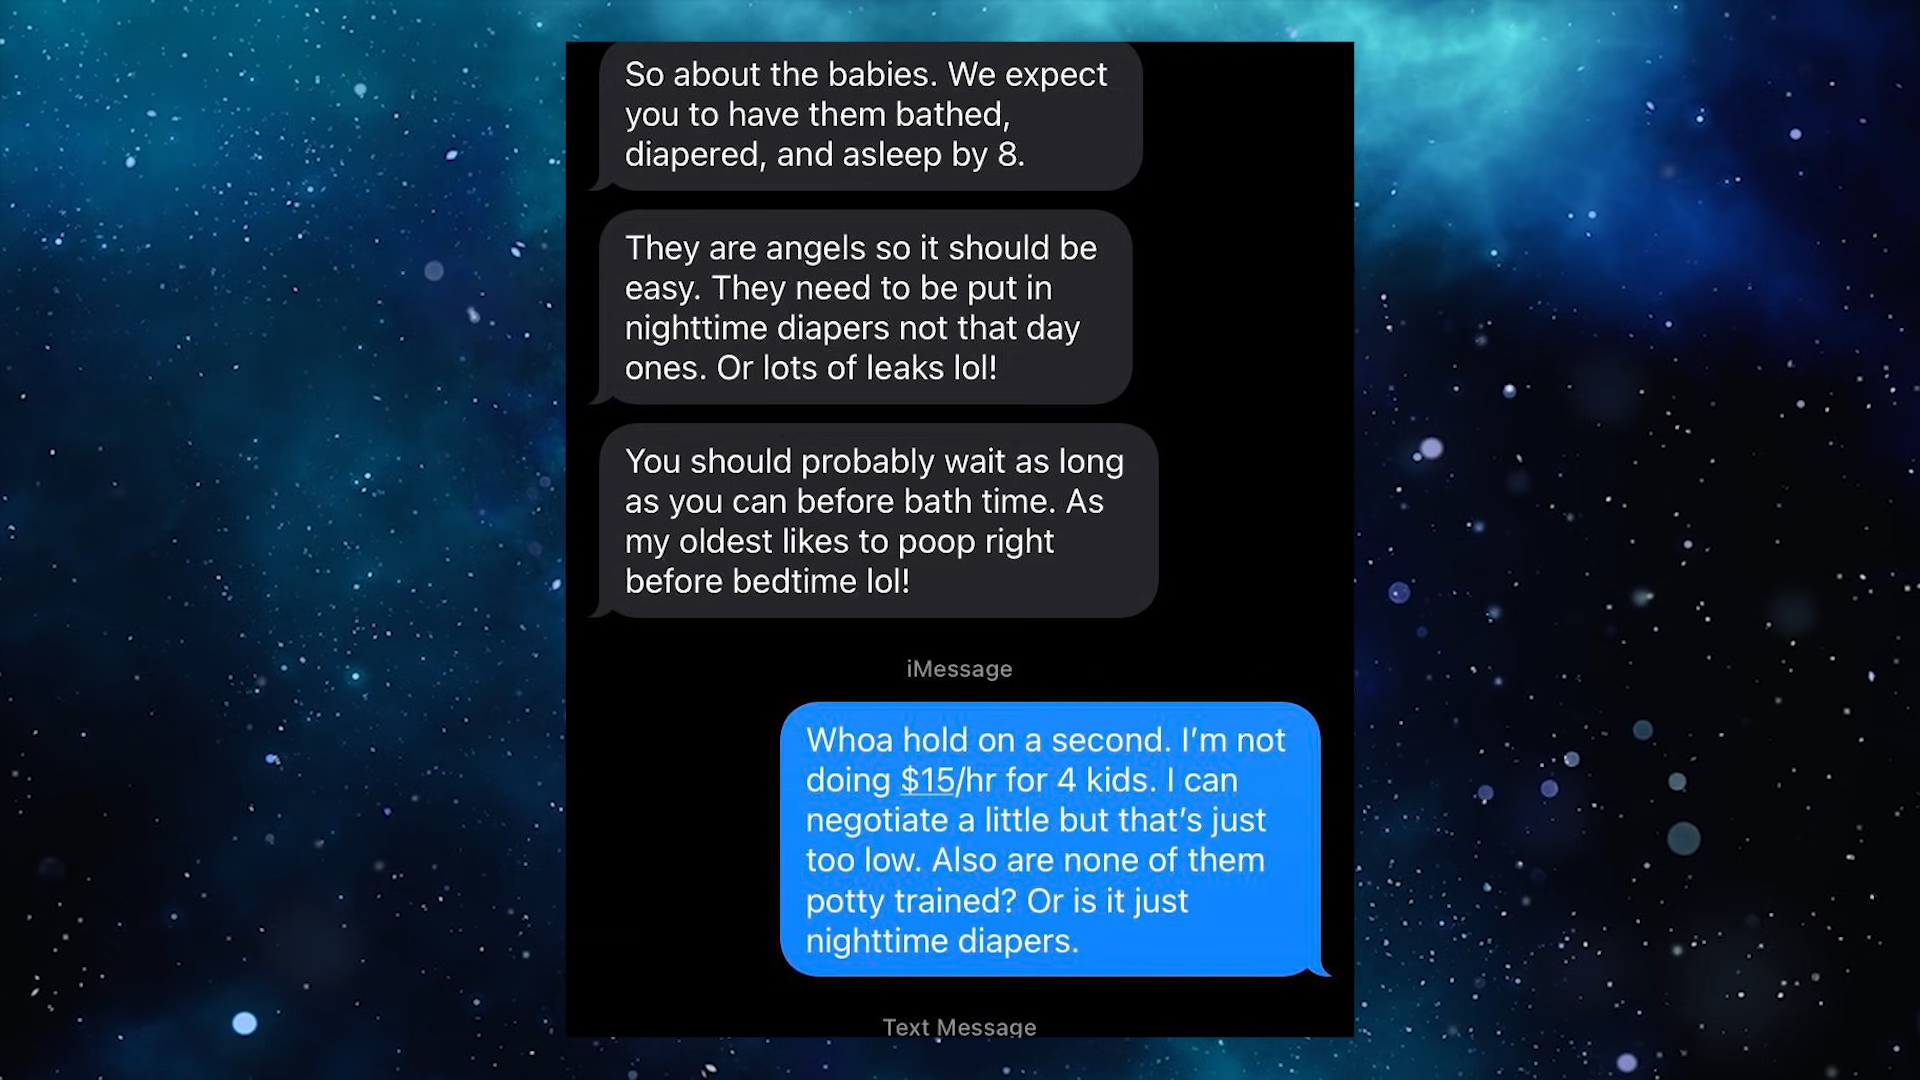 So about the babies. We expect
you to have them bathed,
diapered, and asleep by 8.
They are angels so it should be
easy. They need to be put in
nighttime diapers not that day
ones. Or lots of leaks lol!
You should probably wait as long
as you can before bath time. As
my oldest likes to poop right
before bedtime lol!
iMessage
Whoa hold on a second. I’m not
doing $15/hr for 4 kids. I can
negotiate a little but that’s just
too low. Also are none of them
potty trained? Or is it just
nighttime diapers.
Text Message